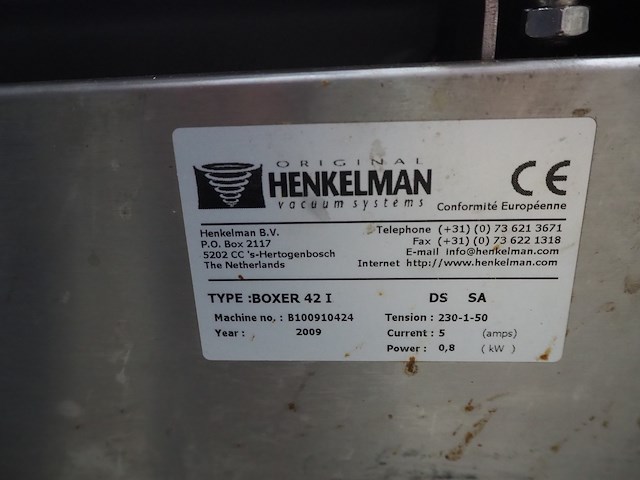 ORIGINAL
HENKELMAN
vacuum systems
CE
Conformité Européenne
Henkelman B.V.
P.O. Box 2117
5202 CC 's-Hertogenbosch
The Netherlands
Telephone (+31) (0) 73 621 3671
Fax (+31) (0) 73 622 1318
E-mail info@henkelman.com
Internet http://www.henkelman.com
TYPE :BOXER 42 I DS SA
Machine no. : B100910424 Tension : 230-1-50
Year : 2009 Current : 5 (amps)
Power : 0,8 ( kW )